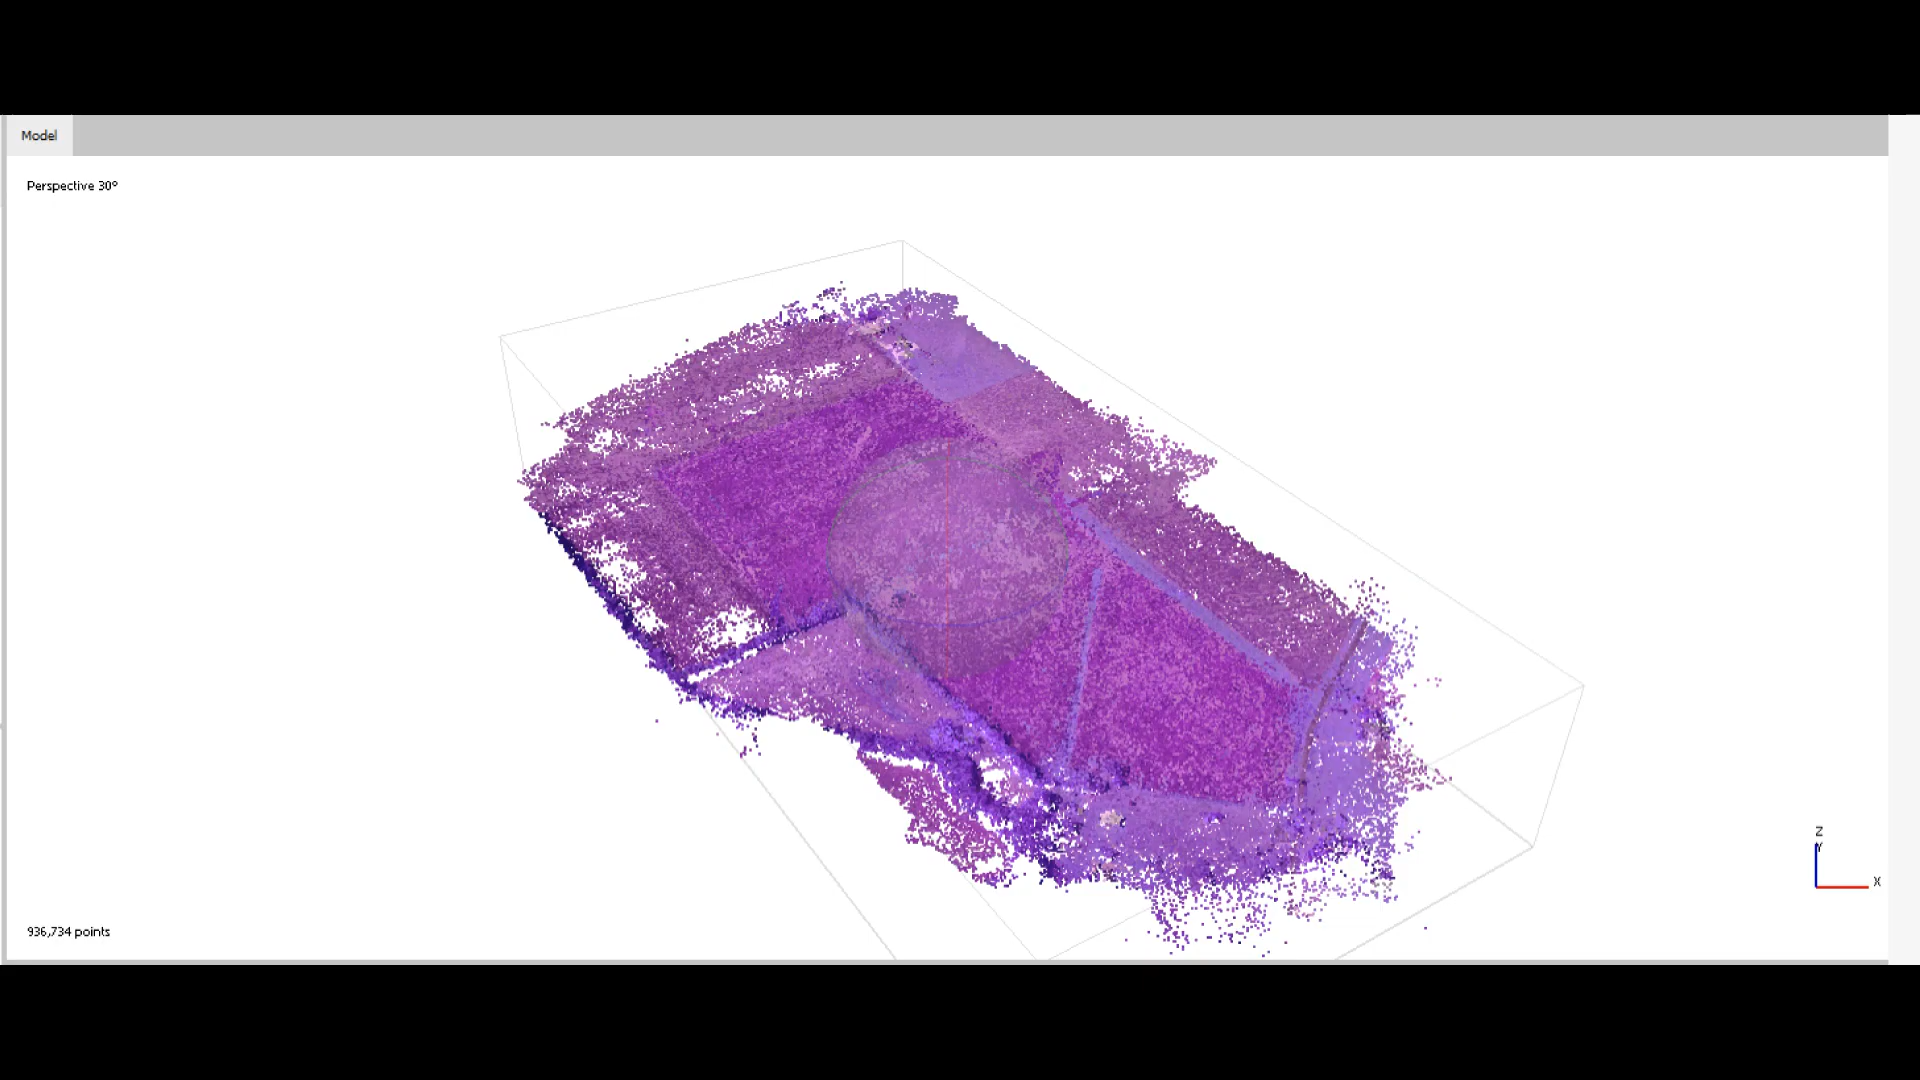 Model
Perspective 30°
Z
Y
X
936,734 points